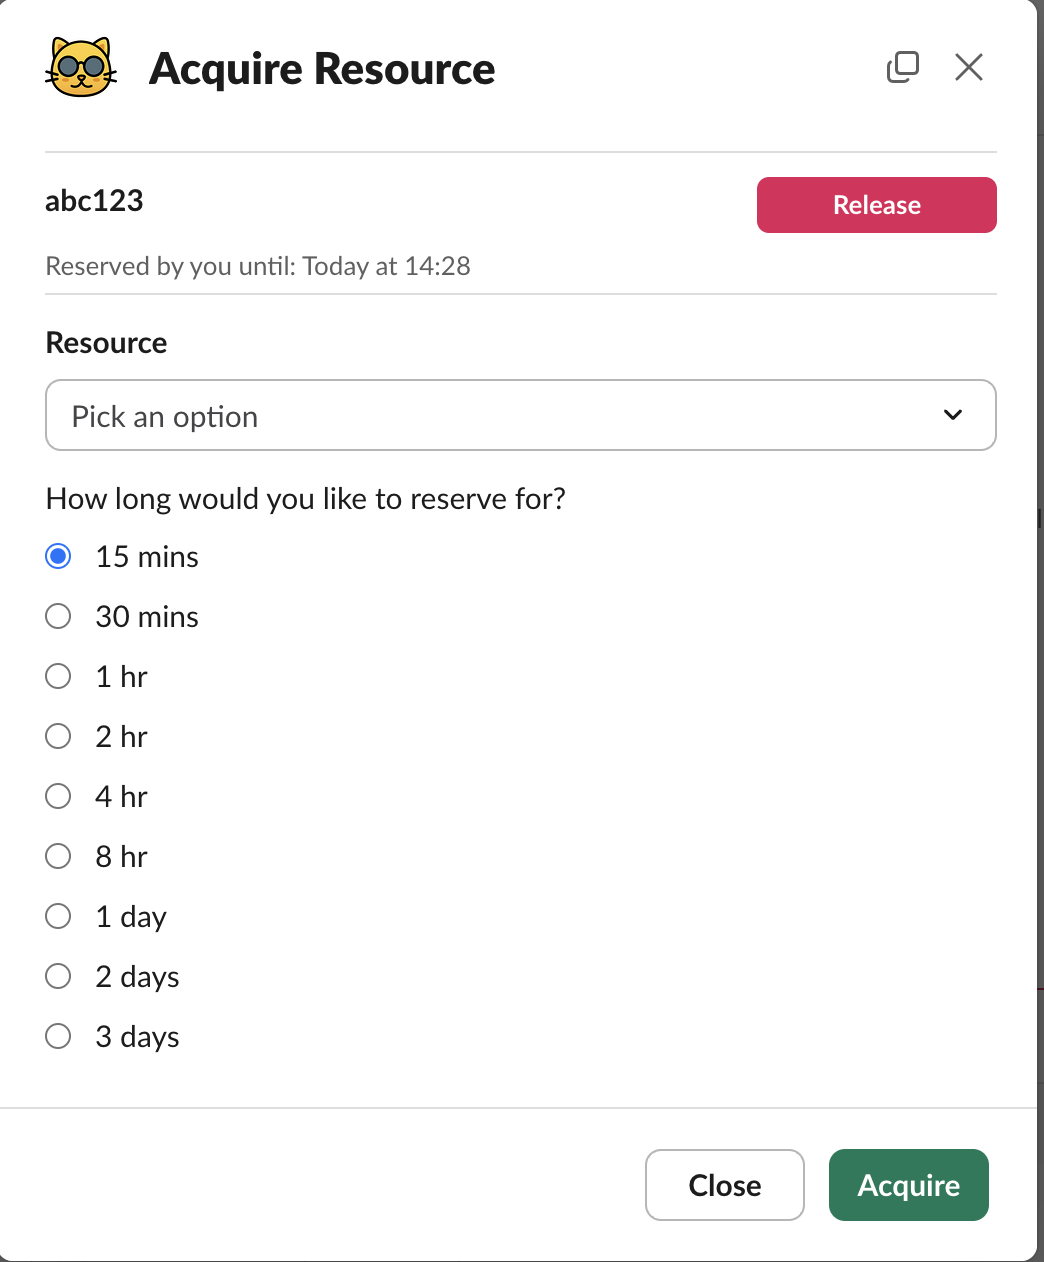 Acquire Resource
abc123
Release
Reserved by you until: Today at 14:28
Resource
Pick an option
How long would you like to reserve for?
15 mins
30 mins
1 hr
2 hr
4 hr
8 hr
1 day
2 days
3 days
Close
Acquire